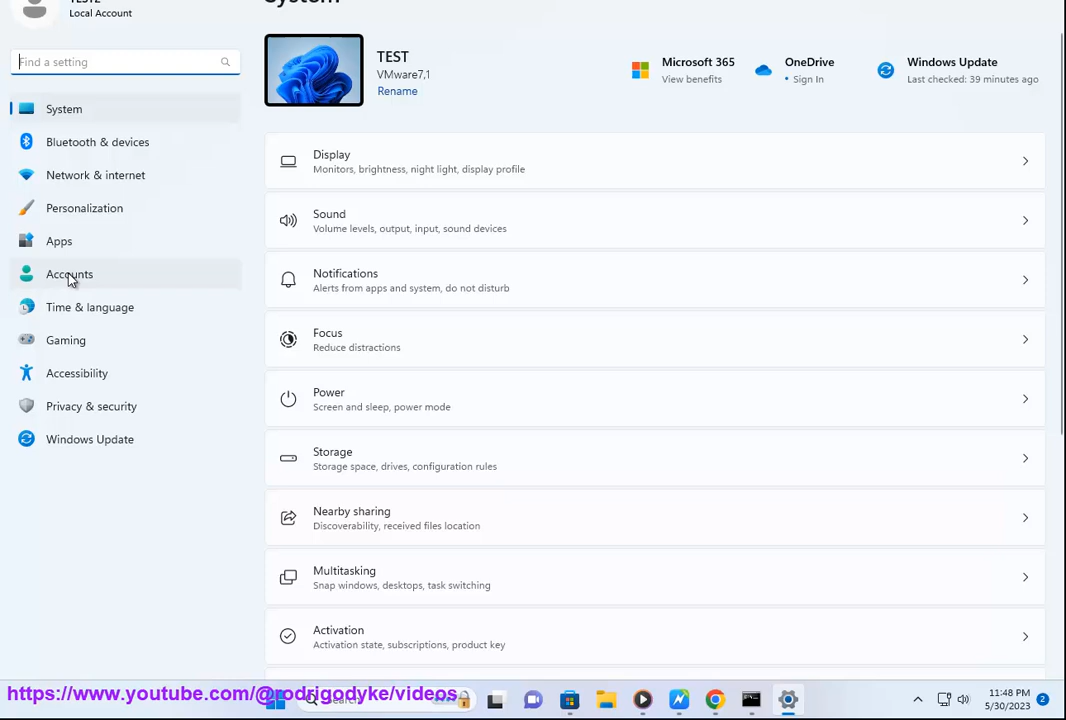 Local Account
System
Find a setting
System
Bluetooth & devices
Network & internet
Personalization
Apps
Accounts
Time & language
Gaming
Accessibility
Privacy & security
Windows Update
TEST
VMware7,1
Rename
Microsoft 365
View benefits
OneDrive
• Sign In
Windows Update
Last checked: 39 minutes ago
Display
Monitors, brightness, night light, display profile
Sound
Volume levels, output, input, sound devices
Notifications
Alerts from apps and system, do not disturb
Focus
Reduce distractions
Power
Screen and sleep, power mode
Storage
Storage space, drives, configuration rules
Nearby sharing
Discoverability, received files location
Multitasking
Snap windows, desktops, task switching
Activation
Activation state, subscriptions, product key
https://www.youtube.com/@rodrigodyke/videos
11:48 PM
5/30/2023
2